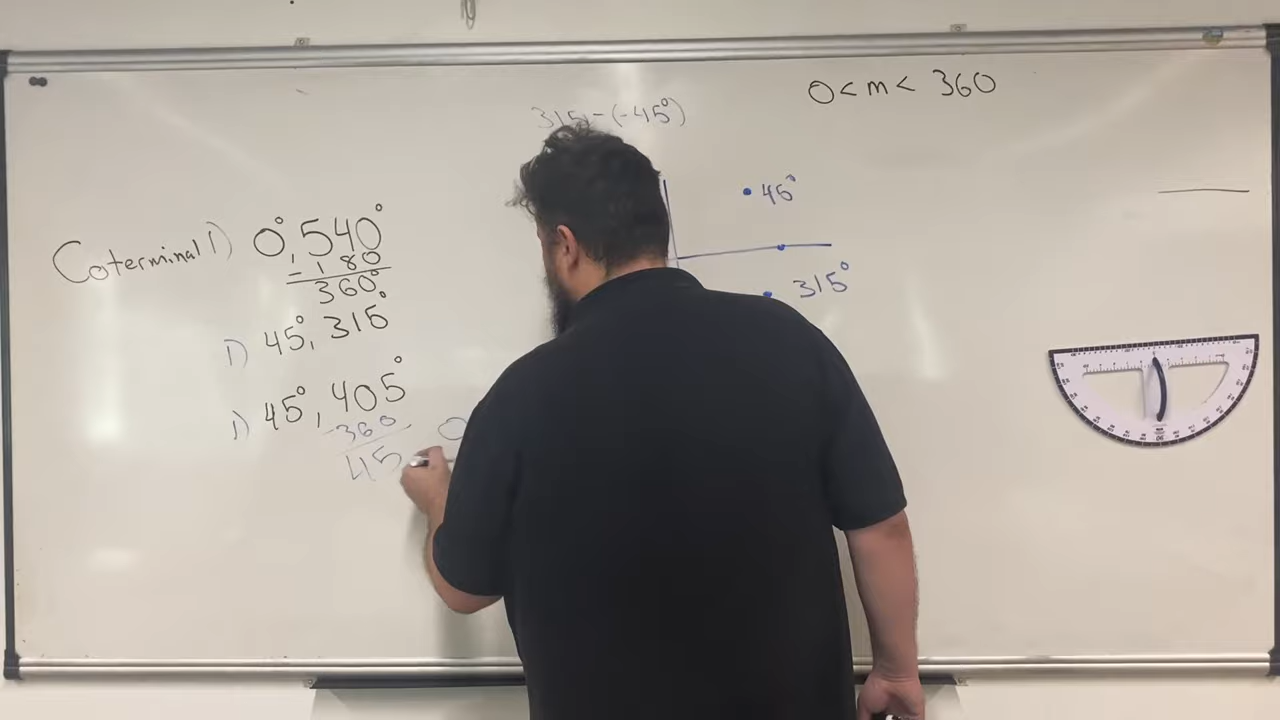 0 < m < 360
315 - (-45°)
45°
315°
Coterminal 1) 0°, 540°
- 180
360°
1) 45°, 315°
1) 45°, 405°
- 360
45
0